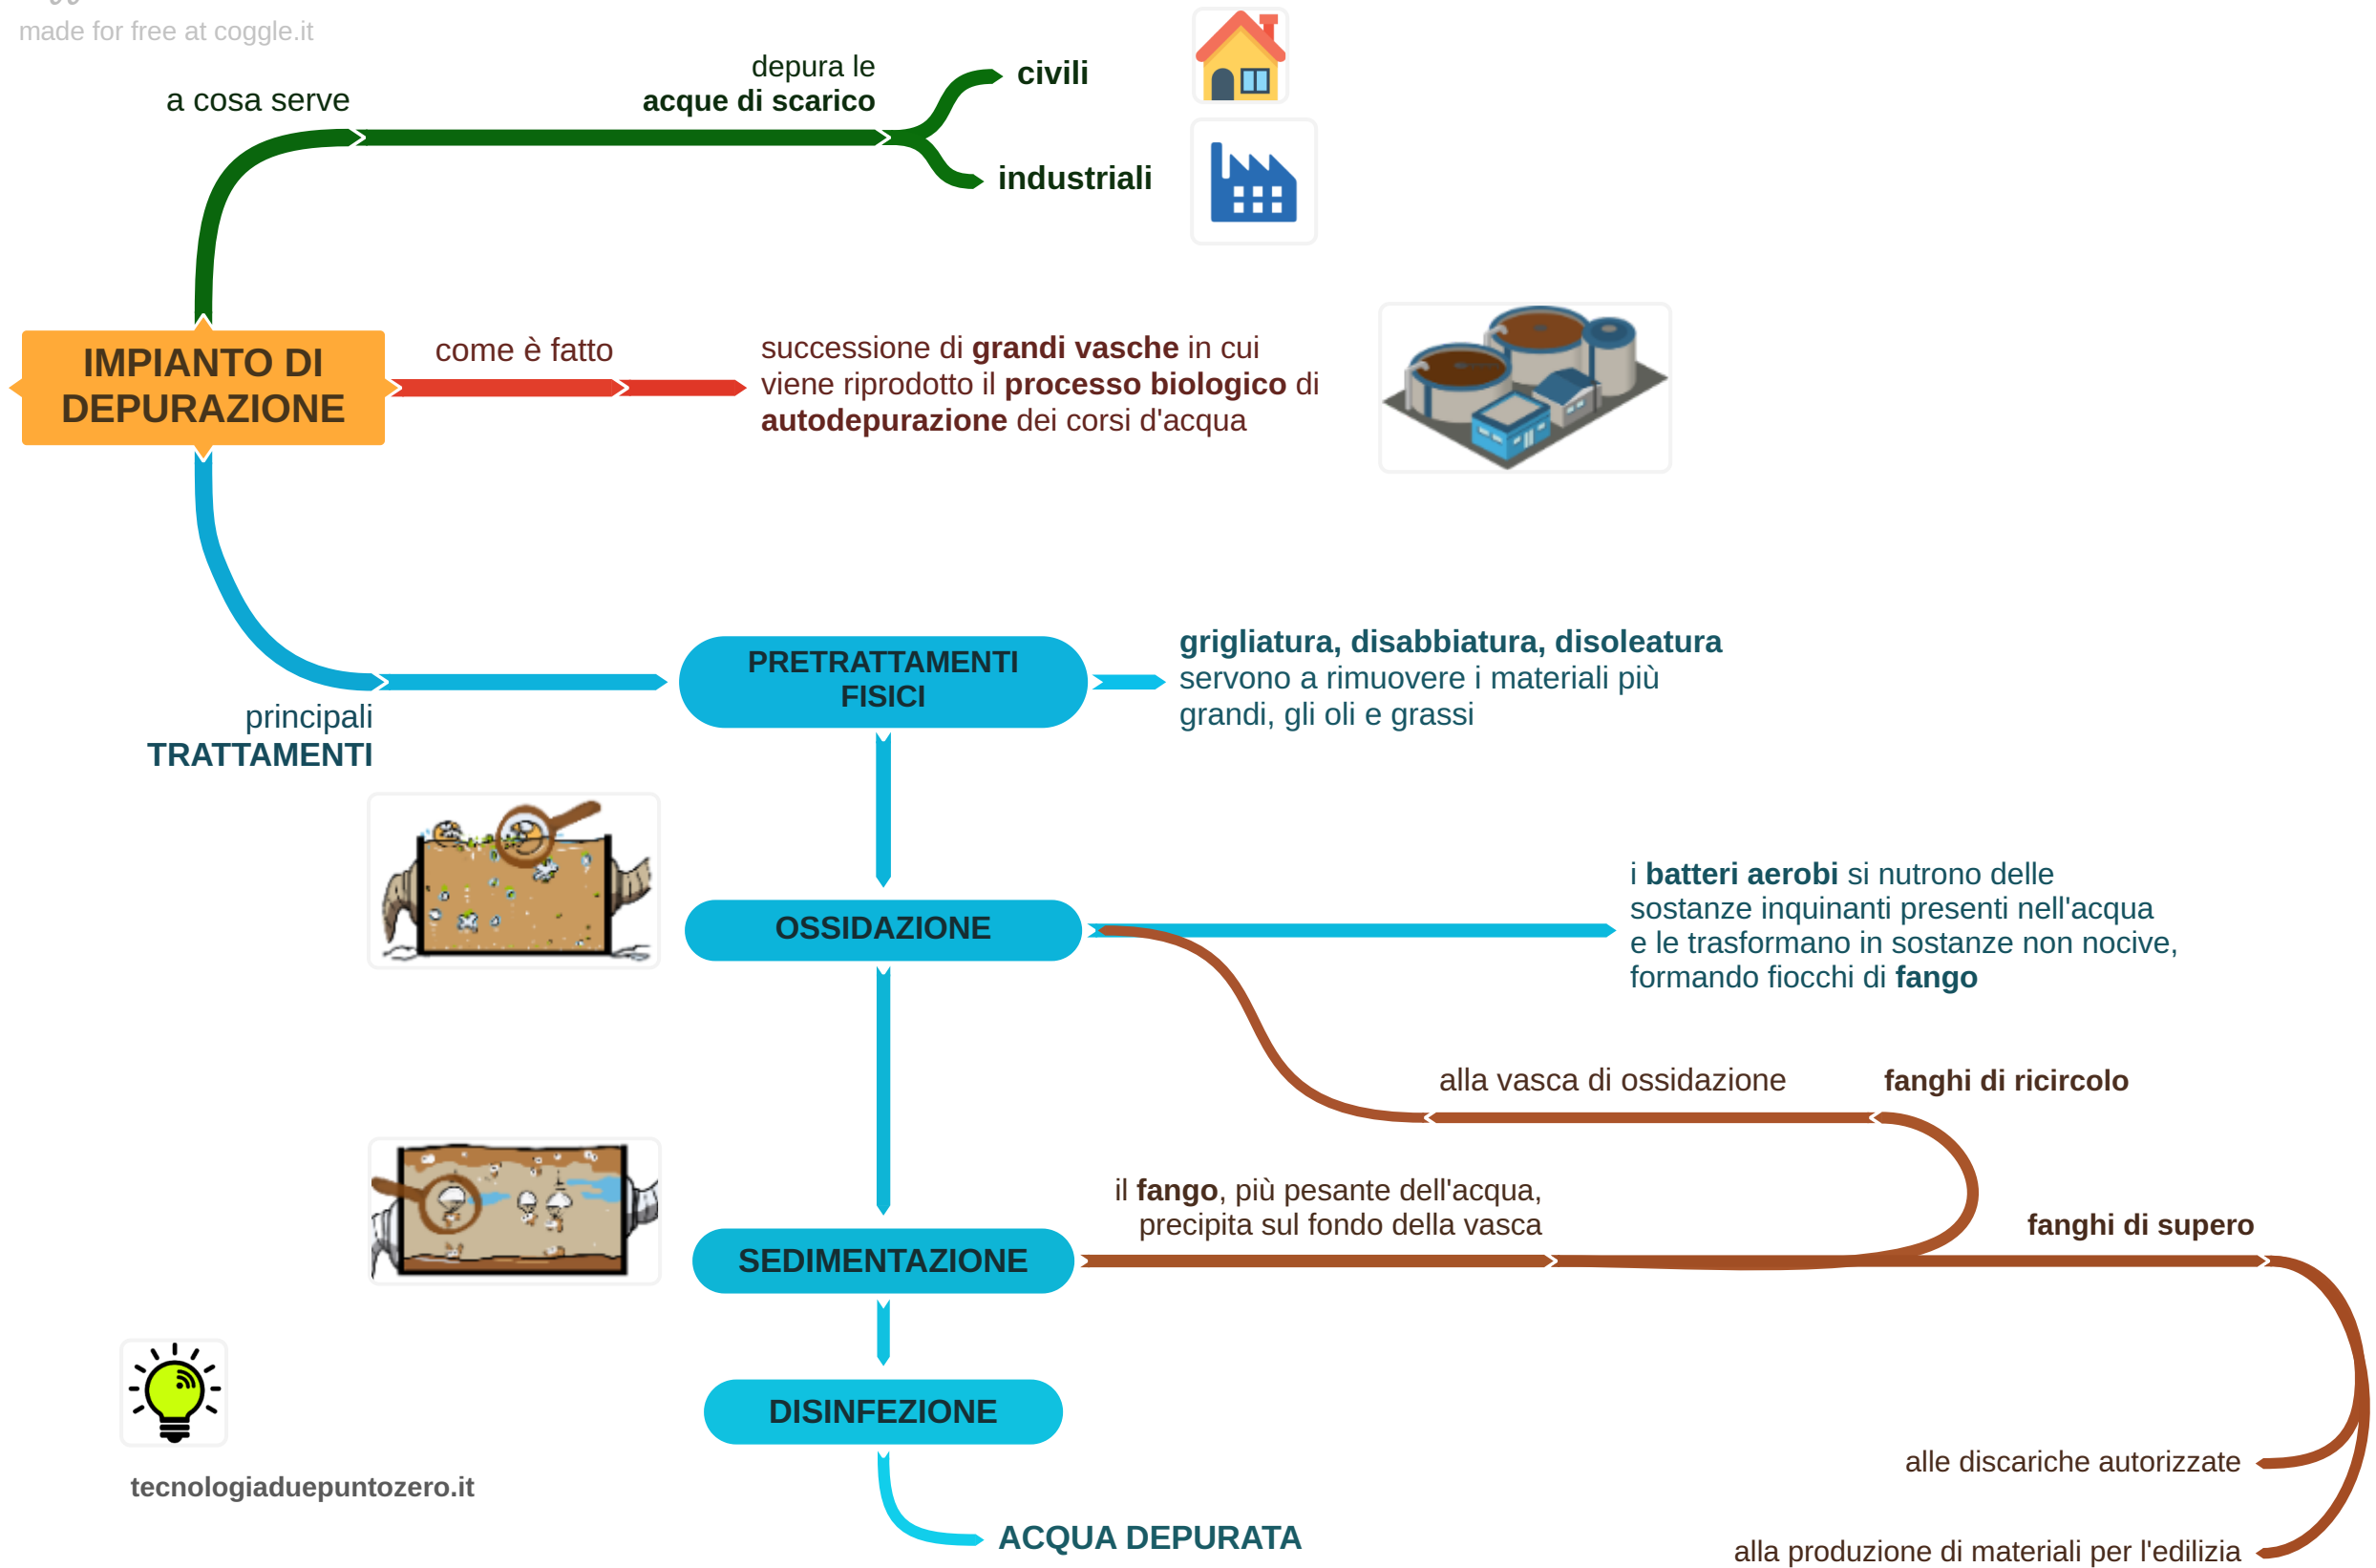 made for free at coggle.it
a cosa serve
depura le
acque di scarico
civili
industriali
IMPIANTO DI
DEPURAZIONE
come è fatto
successione di grandi vasche in cui
viene riprodotto il processo biologico di
autodepurazione dei corsi d'acqua
principali
TRATTAMENTI
PRETRATTAMENTI
FISICI
grigliatura, disabbiatura, disoleatura
servono a rimuovere i materiali più
grandi, gli oli e grassi
OSSIDAZIONE
i batteri aerobi si nutrono delle
sostanze inquinanti presenti nell'acqua
e le trasformano in sostanze non nocive,
formando fiocchi di fango
alla vasca di ossidazione
fanghi di ricircolo
il fango, più pesante dell'acqua,
precipita sul fondo della vasca
fanghi di supero
SEDIMENTAZIONE
DISINFEZIONE
alle discariche autorizzate
alla produzione di materiali per l'edilizia
ACQUA DEPURATA
tecnologiaduepuntozero.it